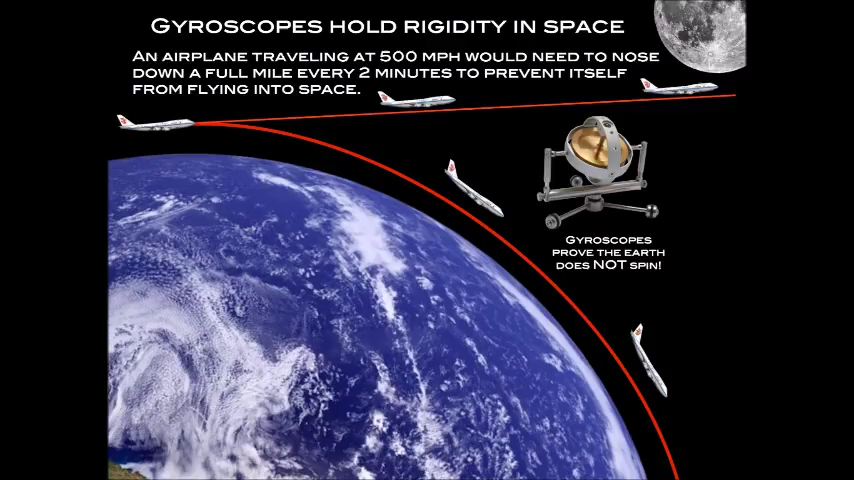 Gyroscopes hold rigidity in space
An airplane traveling at 500 mph would need to nose
down a full mile every 2 minutes to prevent itself
from flying into space.
Gyroscopes
prove the earth
does NOT spin!